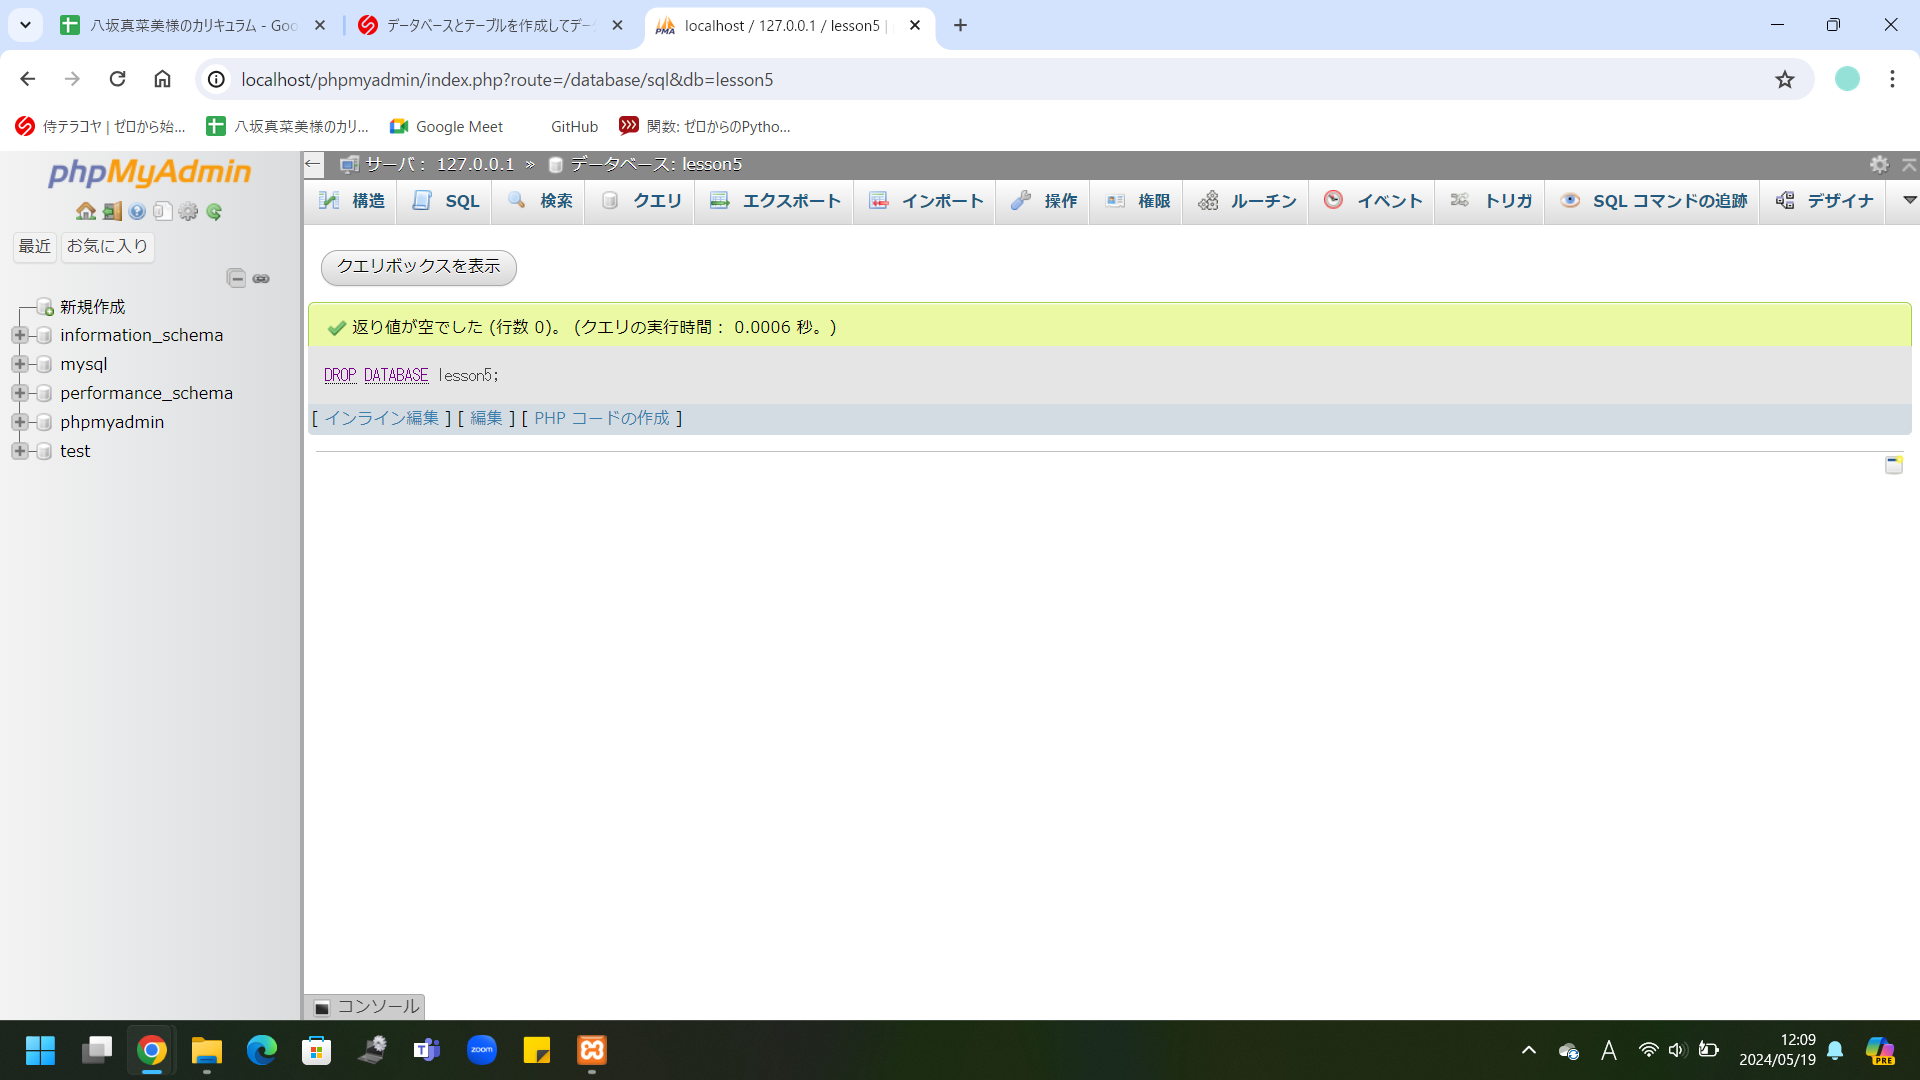 八坂真菜美様のカリキュラム - Goo
データベースとテーブルを作成してデー
localhost / 127.0.0.1 / lesson5 |
localhost/phpmyadmin/index.php?route=/database/sql&db=lesson5
侍テラコヤ | ゼロから始...
八坂真菜美様のカリ...
Google Meet
GitHub
関数: ゼロからのPytho...
phpMyAdmin
最近
お気に入り
新規作成
information_schema
mysql
performance_schema
phpmyadmin
test
サーバ： 127.0.0.1 » データベース: lesson5
構造
SQL
検索
クエリ
エクスポート
インポート
操作
権限
ルーチン
イベント
トリガ
SQL コマンドの追跡
デザイナ
クエリボックスを表示
返り値が空でした (行数 0)。 (クエリの実行時間： 0.0006 秒。)
DROP DATABASE lesson5;
[ インライン編集 ] [ 編集 ] [ PHP コードの作成 ]
コンソール
zoom
A
12:09
2024/05/19
PRE